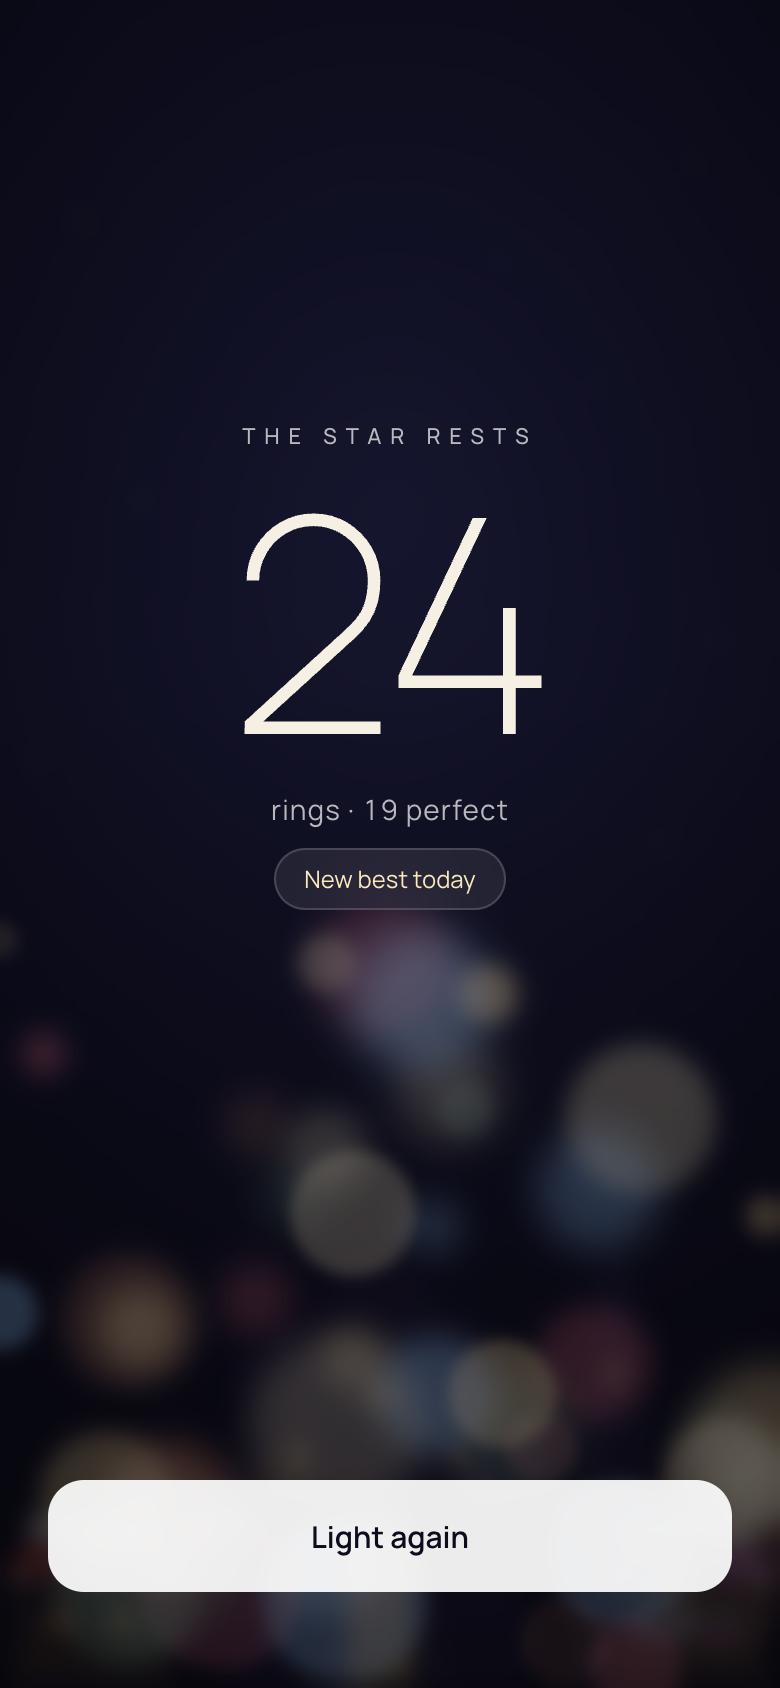 THE STAR RESTS
24
rings · 19 perfect
New best today
Light again